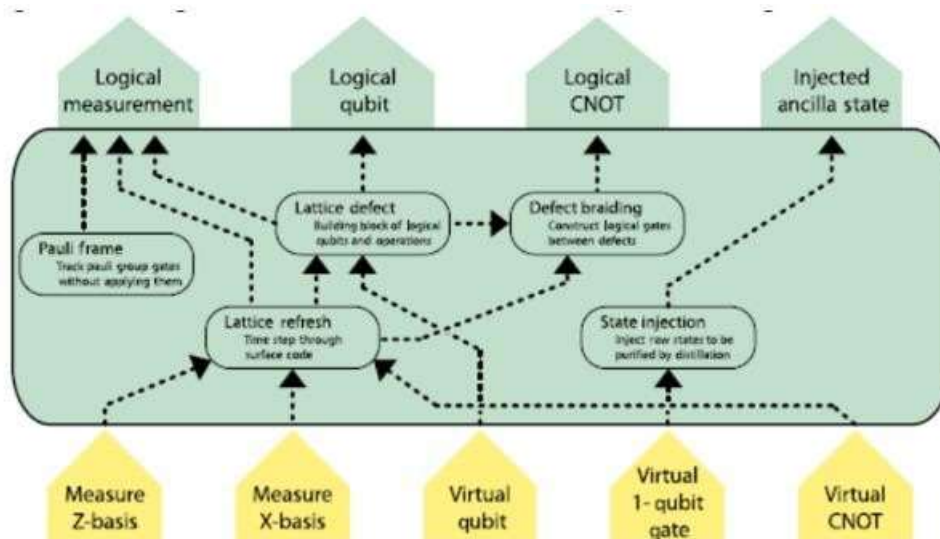 Logical
measurement
Logical
qubit
Logical
CNOT
Injected
ancilla state
Lattice defect
Building block of logical
qubits and operations
Defect braiding
Construct logical gates
between defects
Pauli frame
Track pauli group gates
without applying them
Lattice refresh
Time step through
surface code
State injection
Inject raw states to be
purified by distillation
Measure
Z-basis
Measure
X-basis
Virtual
qubit
Virtual
1- qubit
gate
Virtual
CNOT